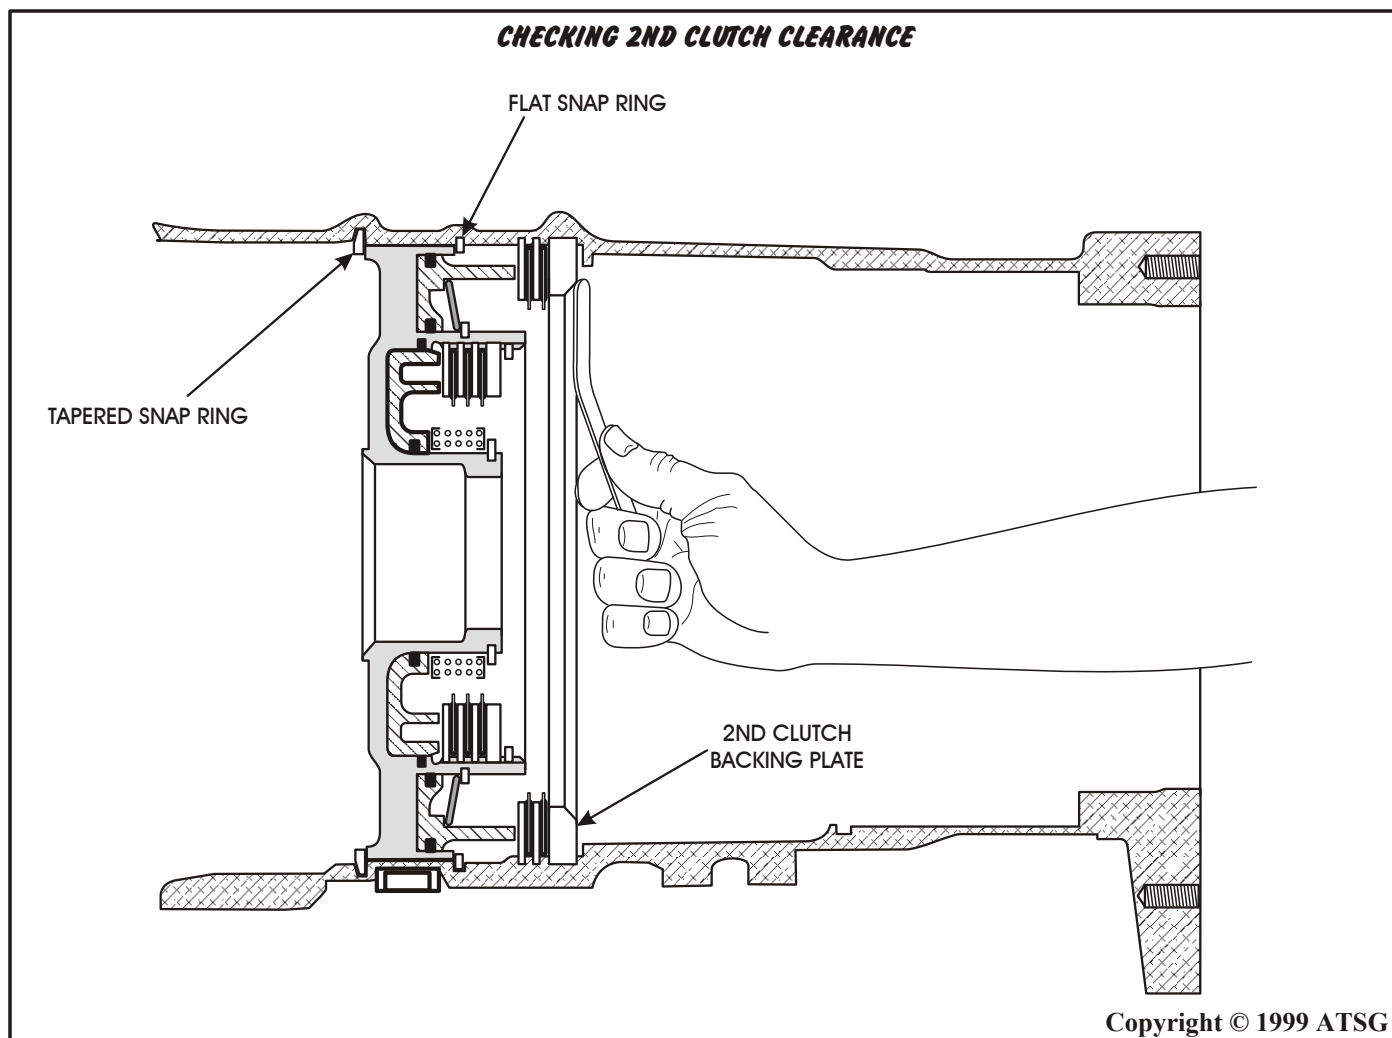 CHECKING 2ND CLUTCH CLEARANCE
FLAT SNAP RING
TAPERED SNAP RING
2ND CLUTCH
BACKING PLATE
Copyright © 1999 ATSG